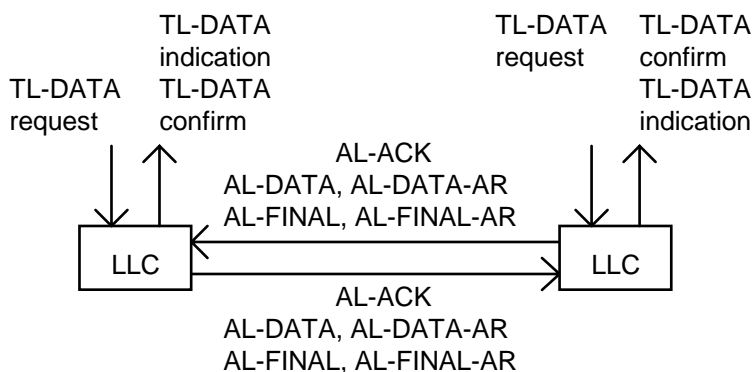 TL-DATA
indication
TL-DATA
confirm
TL-DATA
request
TL-DATA
request
TL-DATA
confirm
TL-DATA
indication
AL-ACK
AL-DATA, AL-DATA-AR
AL-FINAL, AL-FINAL-AR
LLC
LLC
AL-ACK
AL-DATA, AL-DATA-AR
AL-FINAL, AL-FINAL-AR